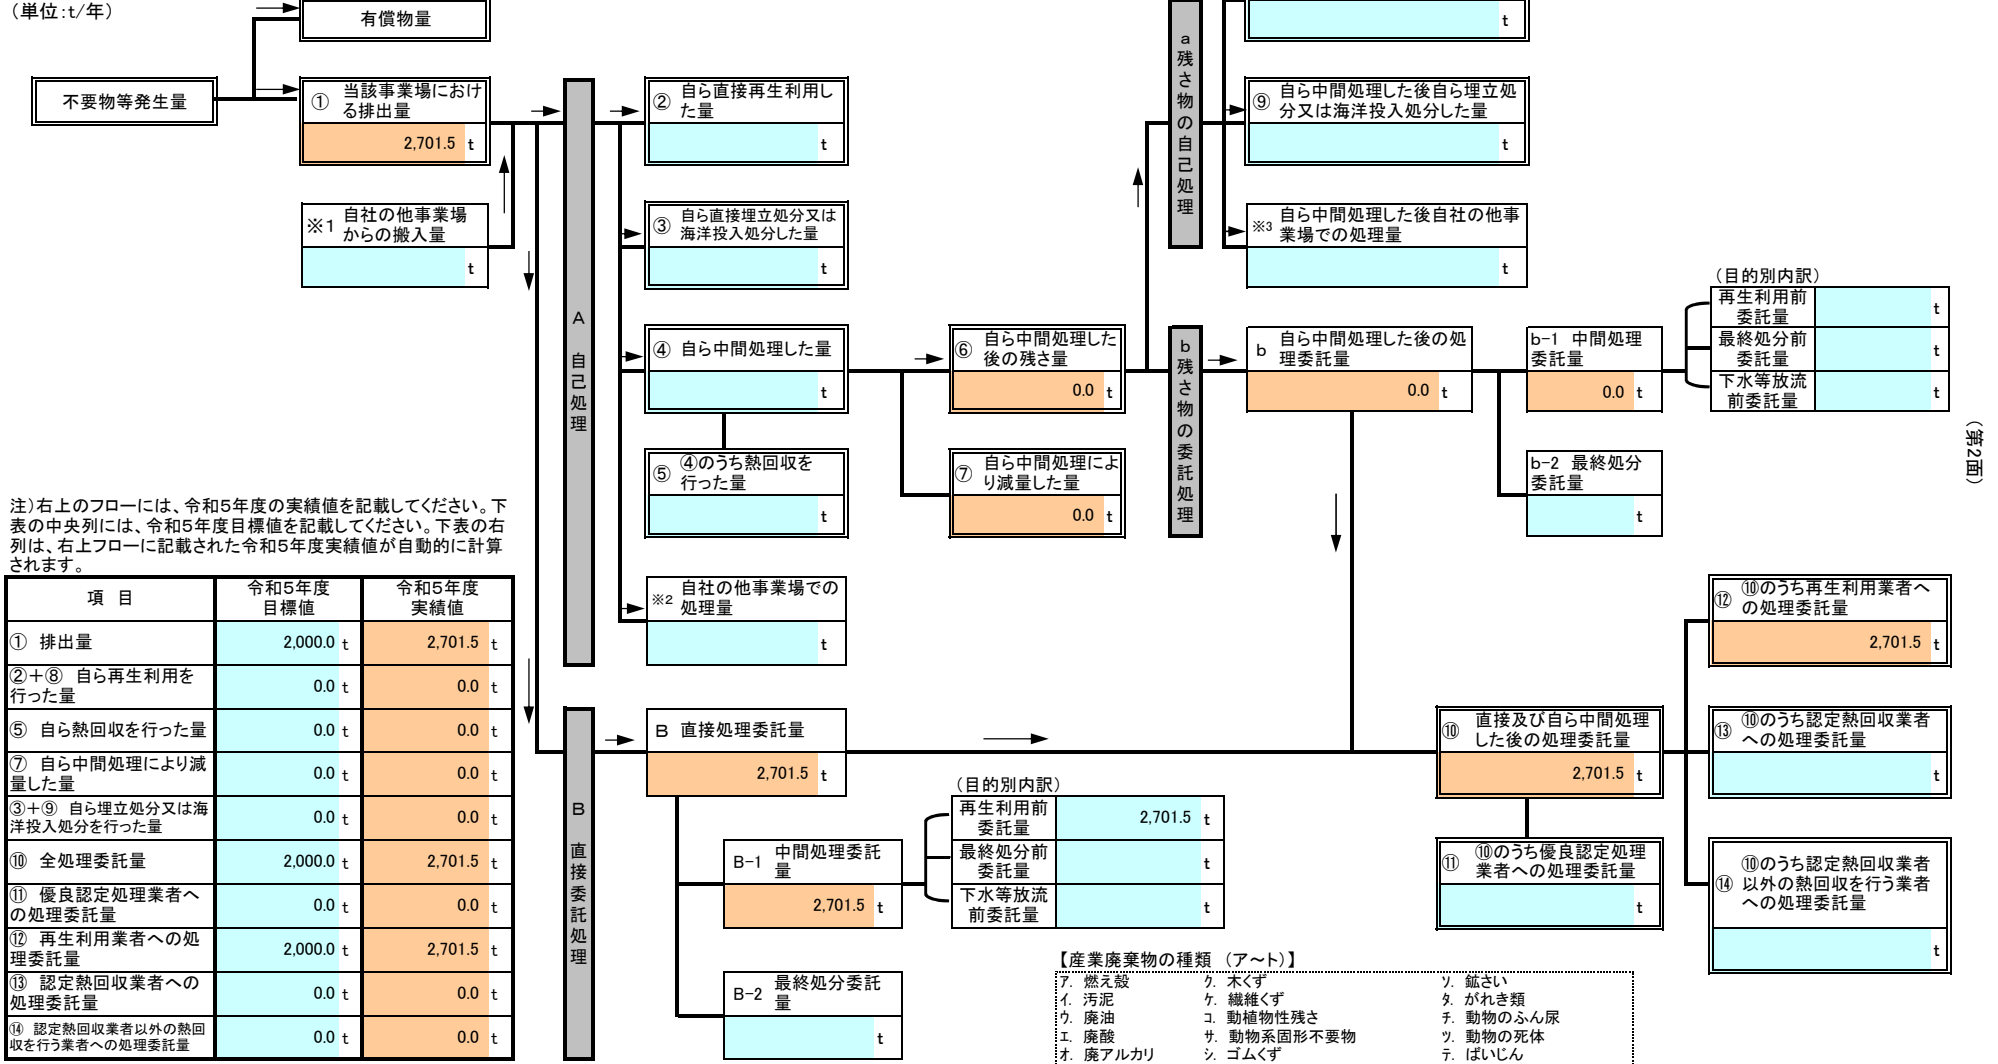 （単位：t/年）
有償物量
不要物等発生量
① 当該事業場におけ
る排出量
2,701.5 t
※1 自社の他事業場
からの搬入量
t
A 自己処理
② 自ら直接再生利用し
た量
t
③ 自ら直接埋立処分又は
海洋投入処分した量
t
④ 自ら中間処理した量
t
⑤ ④のうち熱回収を
行った量
t
※2 自社の他事業場での
処理量
t
⑥ 自ら中間処理した
後の残さ量
0.0 t
⑦ 自ら中間処理によ
り減量した量
0.0 t
a 残さ物の自己処理
t
⑨ 自ら中間処理した後自ら埋立処
分又は海洋投入処分した量
t
※3 自ら中間処理した後自社の他事
業場での処理量
t
b 残さ物の委託処理
b 自ら中間処理した後の処
理委託量
0.0 t
b-1 中間処理
委託量
0.0 t
b-2 最終処分
委託量
t
（目的別内訳）
再生利用前
委託量 t
最終処分前
委託量 t
下水等放流
前委託量 t
（第2面）
注）右上のフローには、令和5年度の実績値を記載してください。下
表の中央列には、令和5年度目標値を記載してください。下表の右
列は、右上フローに記載された令和5年度実績値が自動的に計算
されます。
項 目 令和5年度
目標値 令和5年度
実績値
① 排出量 2,000.0 t 2,701.5 t
②＋⑧ 自ら再生利用を
行った量 0.0 t 0.0 t
⑤ 自ら熱回収を行った量 0.0 t 0.0 t
⑦ 自ら中間処理により減
量した量 0.0 t 0.0 t
③＋⑨ 自ら埋立処分又は海
洋投入処分を行った量 0.0 t 0.0 t
⑩ 全処理委託量 2,000.0 t 2,701.5 t
⑪ 優良認定処理業者へ
の処理委託量 0.0 t 0.0 t
⑫ 再生利用業者への処
理委託量 2,000.0 t 2,701.5 t
⑬ 認定熱回収業者への
処理委託量 0.0 t 0.0 t
⑭ 認定熱回収業者以外の熱回
収を行う業者への処理委託量 0.0 t 0.0 t
B 直接委託処理
B 直接処理委託量
2,701.5 t
B-1 中間処理委託
量
2,701.5 t
B-2 最終処分委託
量
t
（目的別内訳）
再生利用前
委託量 2,701.5 t
最終処分前
委託量 t
下水等放流
前委託量 t
⑩ 直接及び自ら中間処理
した後の処理委託量
2,701.5 t
⑪ ⑩のうち優良認定処理
業者への処理委託量
t
⑫ ⑩のうち再生利用業者へ
の処理委託量
2,701.5 t
⑬ ⑩のうち認定熱回収業者
への処理委託量
t
⑭ ⑩のうち認定熱回収業者
以外の熱回収を行う業者
への処理委託量
t
【産業廃棄物の種類 （ア～ト）】
ア. 燃え殻 ク. 木くず ソ. 鉱さい
イ. 汚泥 ケ. 繊維くず タ. がれき類
ウ. 廃油 コ. 動植物性残さ チ. 動物のふん尿
エ. 廃酸 サ. 動物系固形不要物 ツ. 動物の死体
オ. 廃アルカリ シ. ゴムくず テ. ばいじん